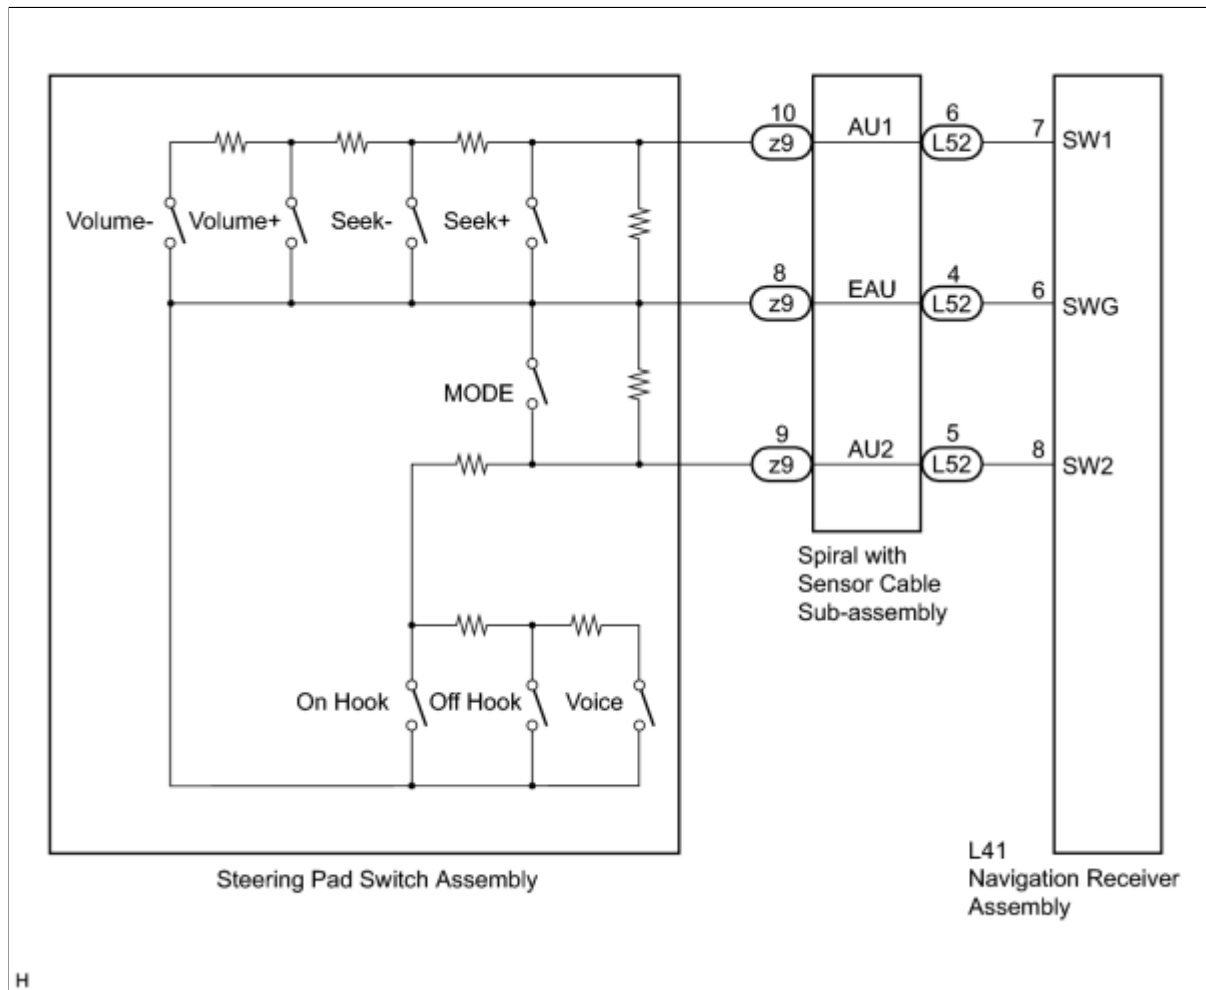 10
z9
AU1
6
L52
7
SW1
Volume-
Volume+
Seek-
Seek+
8
z9
EAU
4
L52
6
SWG
MODE
9
z9
AU2
5
L52
8
SW2
Spiral with
Sensor Cable
Sub-assembly
On Hook
Off Hook
Voice
Steering Pad Switch Assembly
L41
Navigation Receiver
Assembly
H